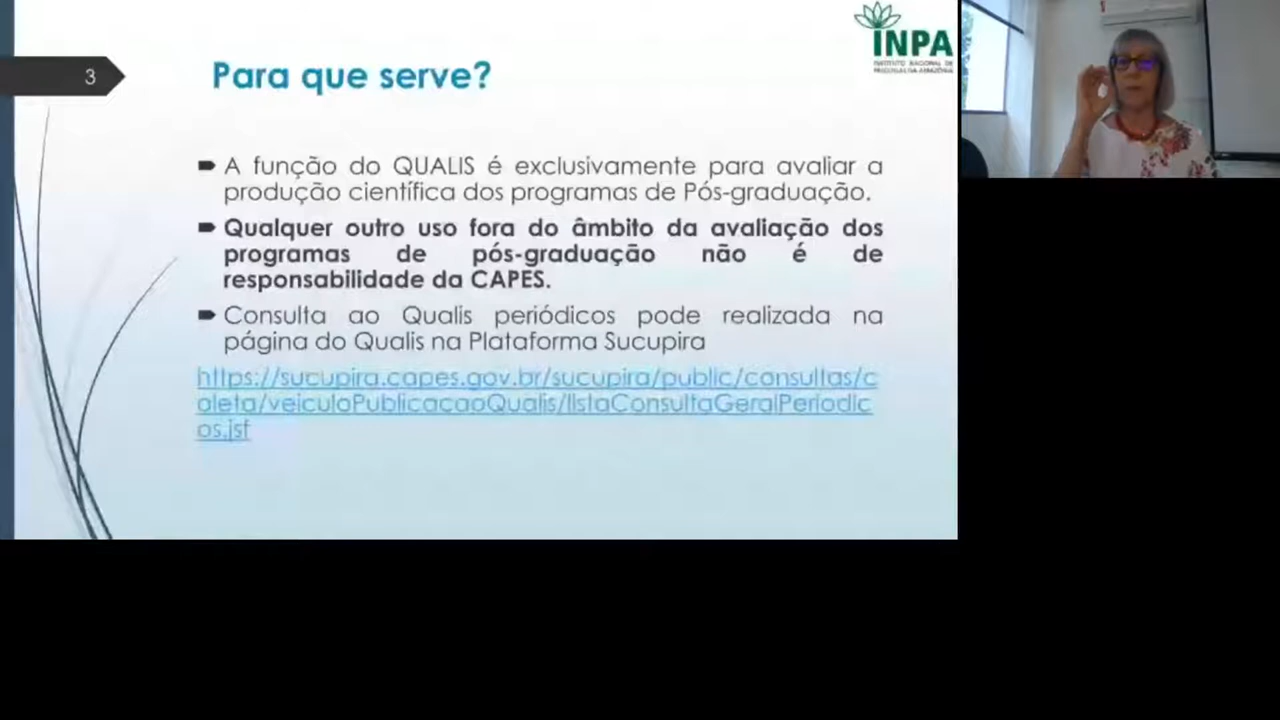 3
Para que serve?
INPA
INSTITUTO NACIONAL DE
PESQUISAS DA AMAZÔNIA
A função do QUALIS é exclusivamente para avaliar a
produção científica dos programas de Pós-graduação.
Qualquer outro uso fora do âmbito da avaliação dos
programas de pós-graduação não é de
responsabilidade da CAPES.
Consulta ao Qualis periódicos pode realizada na
página do Qualis na Plataforma Sucupira
https://sucupira.capes.gov.br/sucupira/public/consultas/c
oleta/veiculoPublicacaoQualis/listaConsultaGeralPeriodic
os.jsf